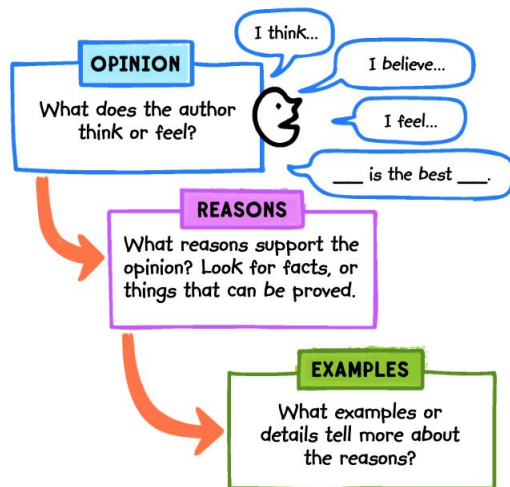 I think...
OPINION
I believe...
What does the author
think or feel?
I feel...
___ is the best ___.
REASONS
What reasons support the
opinion? Look for facts, or
things that can be proved.
EXAMPLES
What examples or
details tell more about
the reasons?